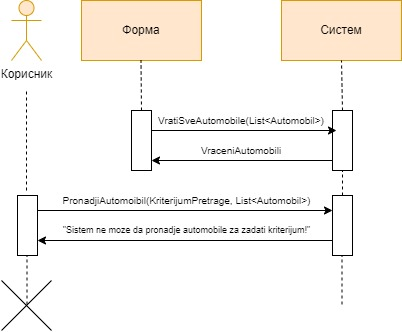 Форма
Систем
Корисник
VratiSveAutomobile(List<Automobil>)
VraceniAutomobili
PronadjiAutomoibil(KriterijumPretrage, List<Automobil>)
"Sistem ne moze da pronadje automobile za zadati kriterijum!"